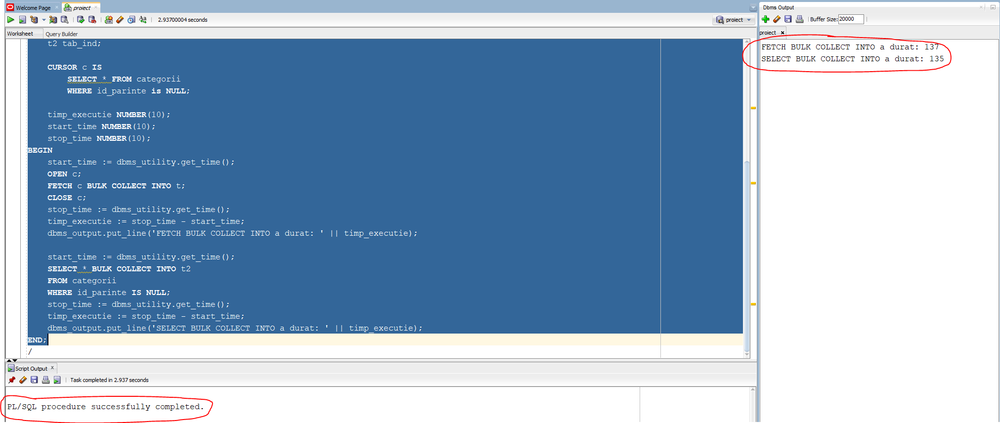 Welcome Page
proiect
2.93700004 seconds
proiect
Worksheet
Query Builder
t2 tab_ind;
CURSOR c IS
SELECT * FROM categorii
WHERE id_parinte is NULL;
timp_executie NUMBER(10);
start_time NUMBER(10);
stop_time NUMBER(10);
BEGIN
start_time := dbms_utility.get_time();
OPEN c;
FETCH c BULK COLLECT INTO t;
CLOSE c;
stop_time := dbms_utility.get_time();
timp_executie := stop_time - start_time;
dbms_output.put_line('FETCH BULK COLLECT INTO a durat: ' || timp_executie);
start_time := dbms_utility.get_time();
SELECT * BULK COLLECT INTO t2
FROM categorii
WHERE id_parinte IS NULL;
stop_time := dbms_utility.get_time();
timp_executie := stop_time - start_time;
dbms_output.put_line('SELECT BULK COLLECT INTO a durat: ' || timp_executie);
END;
/
Script Output
Task completed in 2.937 seconds
PL/SQL procedure successfully completed.
Dbms Output
Buffer Size: 20000
proiect
FETCH BULK COLLECT INTO a durat: 137
SELECT BULK COLLECT INTO a durat: 135